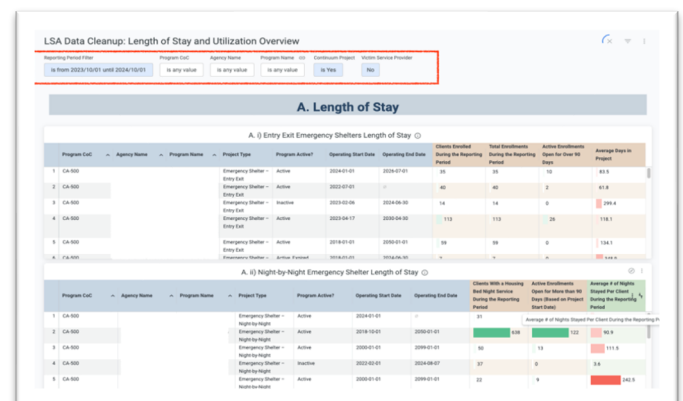 LSA Data Cleanup: Length of Stay and Utilization Overview
Reporting Period Filter Program CoC Agency Name Program Name Continuum Project Victim Service Provider
is from 2023/10/01 until 2024/10/01 is any value is any value is any value is Yes No
A. Length of Stay
A. i) Entry Exit Emergency Shelters Length of Stay
Clients Enrolled Total Enrollments Active Enrollments
Program CoC Agency Name Program Name Project Type Program Active? Operating Start Date Operating End Date During the Reporting During the Reporting Open for Over 90 Average Days in
Period Period Days Project
1 CA-500 Emergency Shelter – Active 2024-01-01 2026-07-01 35 35 10 83.5
Entry Exit
2 CA-500 Emergency Shelter – Active 2023-07-01 40 40 2 61.8
Entry Exit
3 CA-500 Emergency Shelter – Inactive 2023-02-06 2024-06-30 14 14 0 299.4
Entry Exit
4 CA-500 Emergency Shelter – Active 2023-04-17 2030-04-30 113 113 26 118.1
Entry Exit
5 CA-500 Emergency Shelter – Active 2018-01-01 2050-01-01 59 59 0 134.1
Entry Exit
A. ii) Night-by-Night Emergency Shelter Length of Stay
Clients With a Housing Active Enrollments Average # of Nights
Bed Night Service Open for More than 90 Stayed Per Client
Program CoC Agency Name Program Name Project Type Program Active? Operating Start Date Operating End Date During the Reporting Days (Based on Project During the Reporting
Period Start Date) Period
1 CA-500 Emergency Shelter – Active 2024-01-01 31
Night-by-Night Average # of Nights Stayed Per Client During the Reporting P
2 CA-500 Emergency Shelter – Active 2018-10-01 2050-01-01 638 122 90.9
Night-by-Night
3 CA-500 Emergency Shelter – Active 2000-01-01 2099-01-01 50 13 111.5
Night-by-Night
4 CA-500 Emergency Shelter – Inactive 2022-02-01 2024-08-07 37 0 3.6
Night-by-Night
5 CA-500 Emergency Shelter – Active 2000-01-01 2099-01-01 22 9 242.5
Night-by-Night